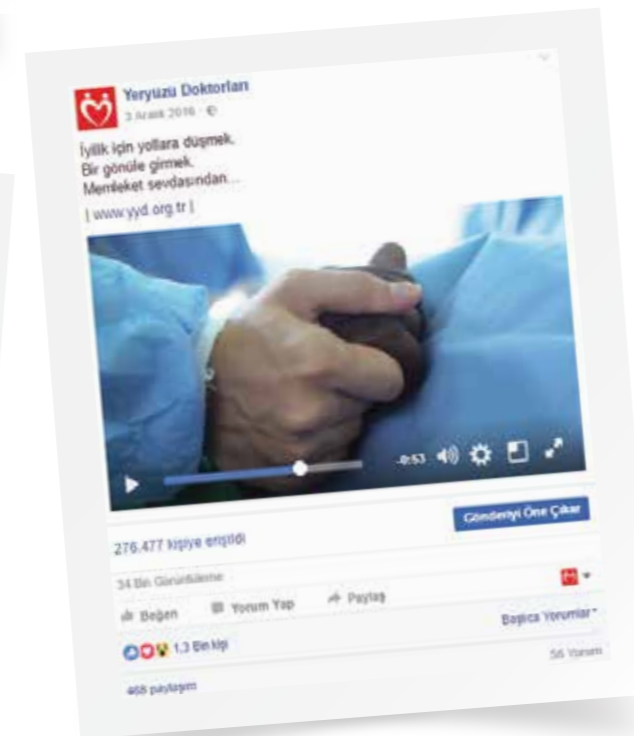 Yeryüzü Doktorları
3 Aralık 2016
İyilik için yollara düşmek,
Bir gönüle girmek,
Memleket sevdasından...
| www.yyd.org.tr |
-0:53
276.477 kişiye erişildi
Gönderiyi Öne Çıkar
34 Bin Görüntüleme
Beğen Yorum Yap Paylaş
1,3 Bin kişi
Başlıca Yorumlar
468 paylaşım
56 Yorum